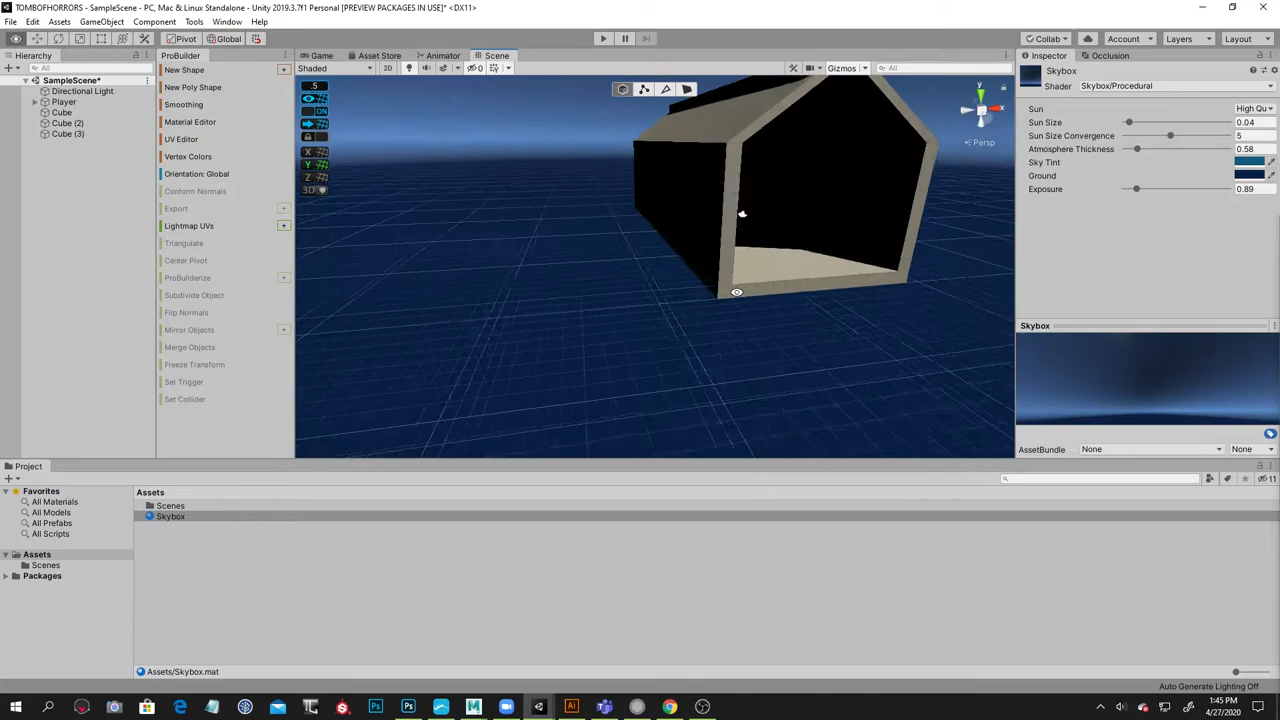 TOMBOFHORRORS - SampleScene - PC, Mac & Linux Standalone - Unity 2019.3.7f1 Personal [PREVIEW PACKAGES IN USE]* <DX11>
File Edit Assets GameObject Component Tools Window Help
Pivot Global Collab Account Layers Layout
Hierarchy
All
SampleScene*
Directional Light
Player
Cube
Cube (2)
Cube (3)
ProBuilder
New Shape
New Poly Shape
Smoothing
Material Editor
UV Editor
Vertex Colors
Orientation: Global
Conform Normals
Export
Lightmap UVs
Triangulate
Center Pivot
ProBuilderize
Subdivide Object
Flip Normals
Mirror Objects
Merge Objects
Freeze Transform
Set Trigger
Set Collider
Game Asset Store Animator Scene
Shaded 2D 0 Gizmos All
.5
ON
X
Y
Z
3D
y
x
Persp
Inspector Occlusion
Skybox
Shader Skybox/Procedural
Sun High Qu
Sun Size 0.04
Sun Size Convergence 5
Atmosphere Thickness 0.58
Sky Tint
Ground
Exposure 0.89
Skybox
AssetBundle None None
Project
11
Favorites
All Materials
All Models
All Prefabs
All Scripts
Assets
Scenes
Packages
Assets
Scenes
Skybox
Assets/Skybox.mat
Auto Generate Lighting Off
1:45 PM
4/27/2020